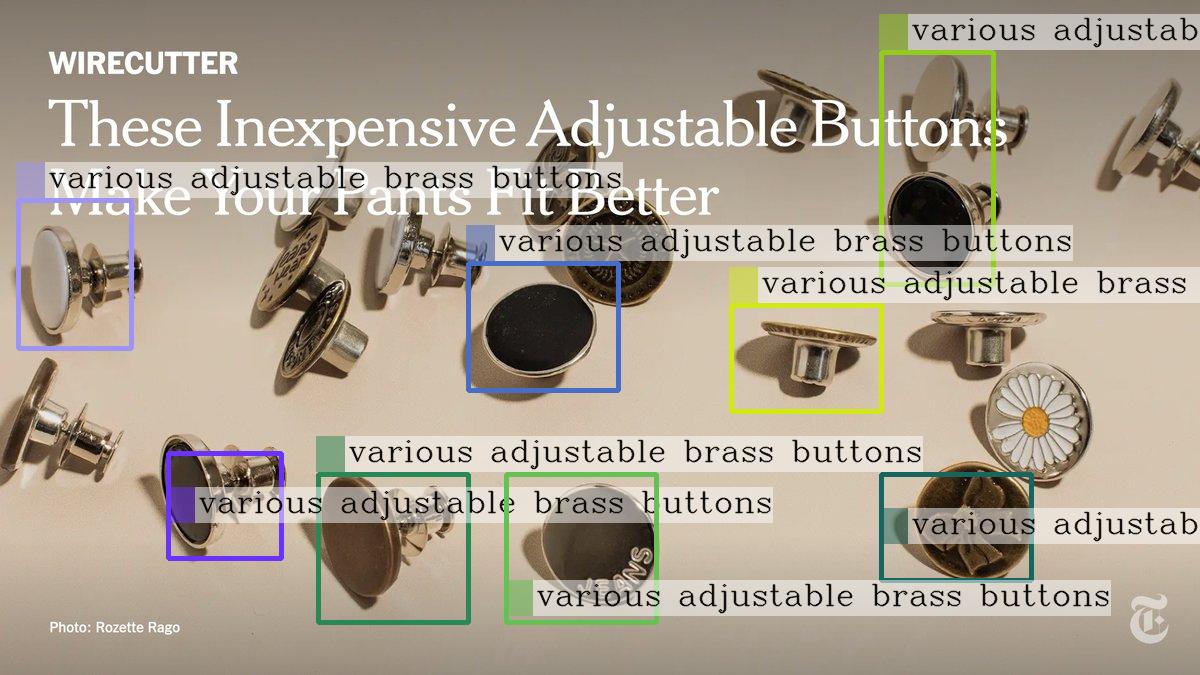 various adjustab
WIRECUTTER
These Inexpensive Adjustable Buttons
various adjustable brass buttons
Make Your Pants Fit Better
various adjustable brass buttons
various adjustable brass
various adjustable brass buttons
various adjustable brass buttons
various adjustab
JEANS
various adjustable brass buttons
Photo: Rozette Rago
T